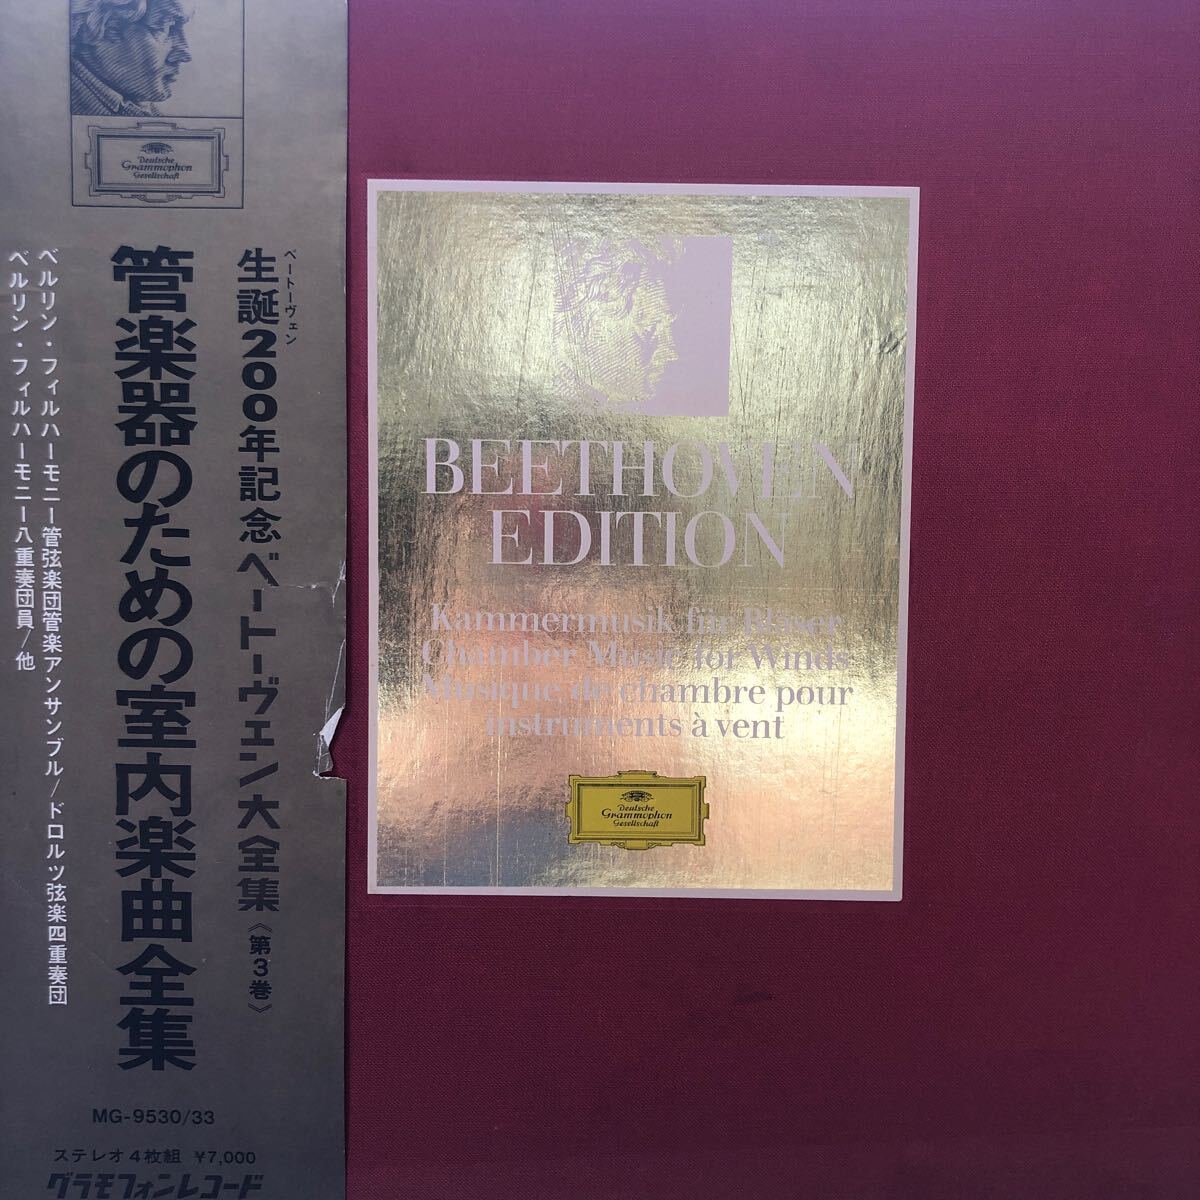 Deutsche
Grammophon
Gesellschaft
ベートーヴェン
生誕200年記念ベートーヴェン大全集《第3巻》
管楽器のための室内楽曲全集
ベルリン・フィルハーモニー管弦楽団管楽アンサンブル/ドロルツ弦楽四重奏団
ベルリン・フィルハーモニー八重奏団員/他
MG-9530/33
ステレオ4枚組 ¥7,000
グラモフォンレコード
BEETHOVEN
EDITION
Kammermusik für Bläser
Chamber Music for Winds
Musique de chambre pour
instruments à vent
Deutsche
Grammophon
Gesellschaft